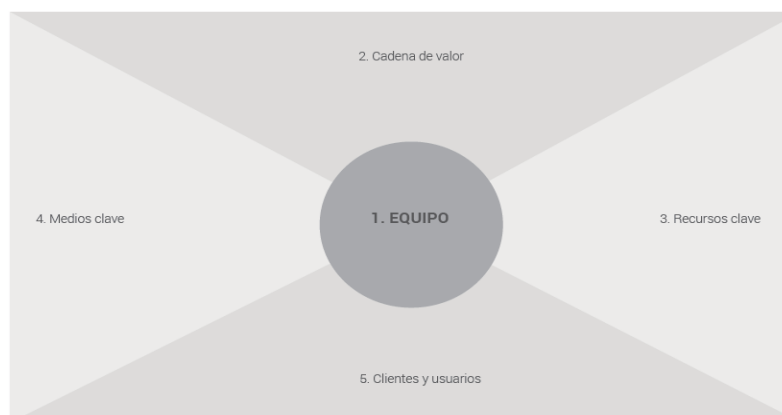 2. Cadena de valor
4. Medios clave
1. EQUIPO
3. Recursos clave
5. Clientes y usuarios